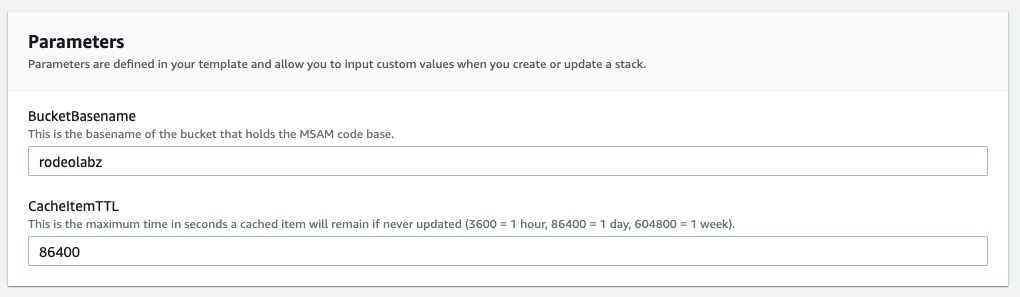 Parameters
Parameters are defined in your template and allow you to input custom values when you create or update a stack.
BucketBasename
This is the basename of the bucket that holds the MSAM code base.
rodeolabz
CacheItemTTL
This is the maximum time in seconds a cached item will remain if never updated (3600 = 1 hour, 86400 = 1 day, 604800 = 1 week).
86400